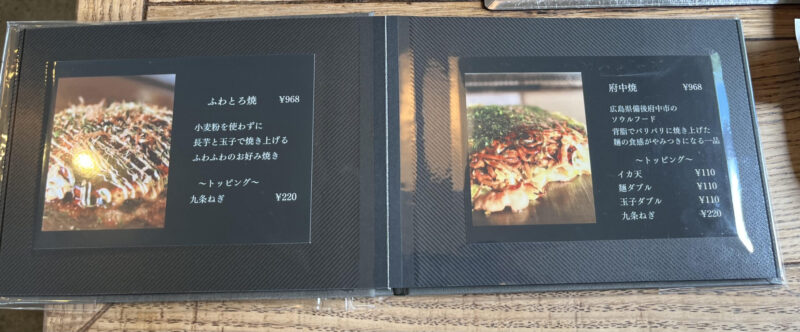 ふわとろ焼 ¥968
小麦粉を使わずに
長芋と玉子で焼き上げる
ふわふわのお好み焼き
～トッピング～
九条ねぎ ¥220
府中焼 ¥968
広島県備後府中市の
ソウルフード
背脂でパリパリに焼き上げた
麺の食感がやみつきになる一品
～トッピング～
イカ天 ¥110
麺ダブル ¥110
玉子ダブル ¥110
九条ねぎ ¥220